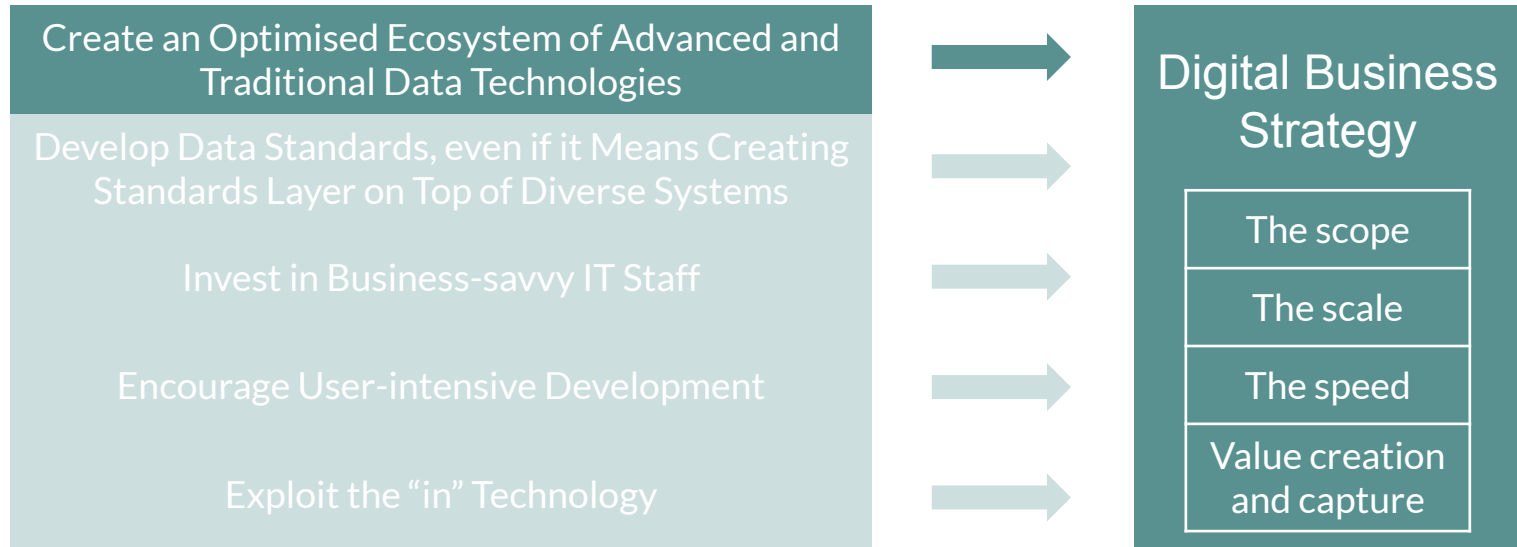 Create an Optimised Ecosystem of Advanced and
Traditional Data Technologies
Develop Data Standards, even if it Means Creating
Standards Layer on Top of Diverse Systems
Invest in Business-savvy IT Staff
Encourage User-intensive Development
Exploit the “in” Technology
Digital Business
Strategy
The scope
The scale
The speed
Value creation
and capture